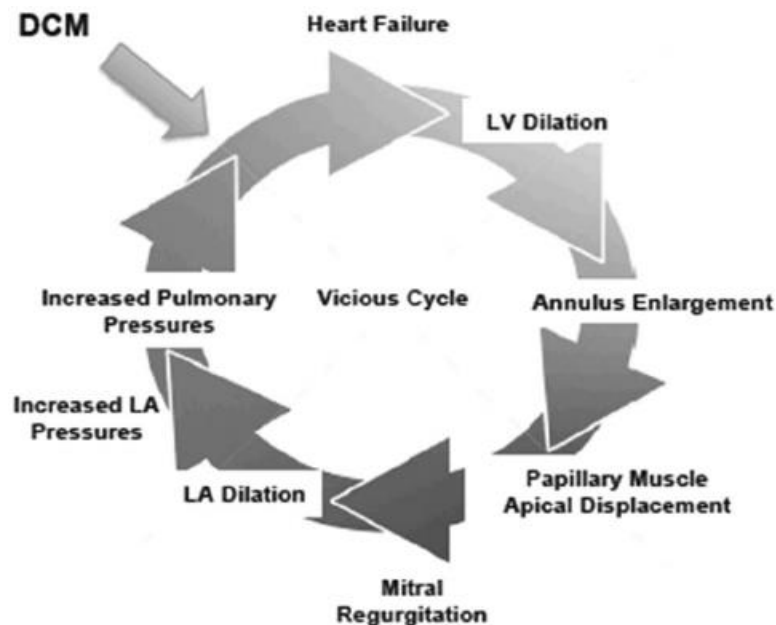 DCM
Heart Failure
LV Dilation
Annulus Enlargement
Papillary Muscle
Apical Displacement
Mitral
Regurgitation
LA Dilation
Increased LA
Pressures
Increased Pulmonary
Pressures
Vicious Cycle